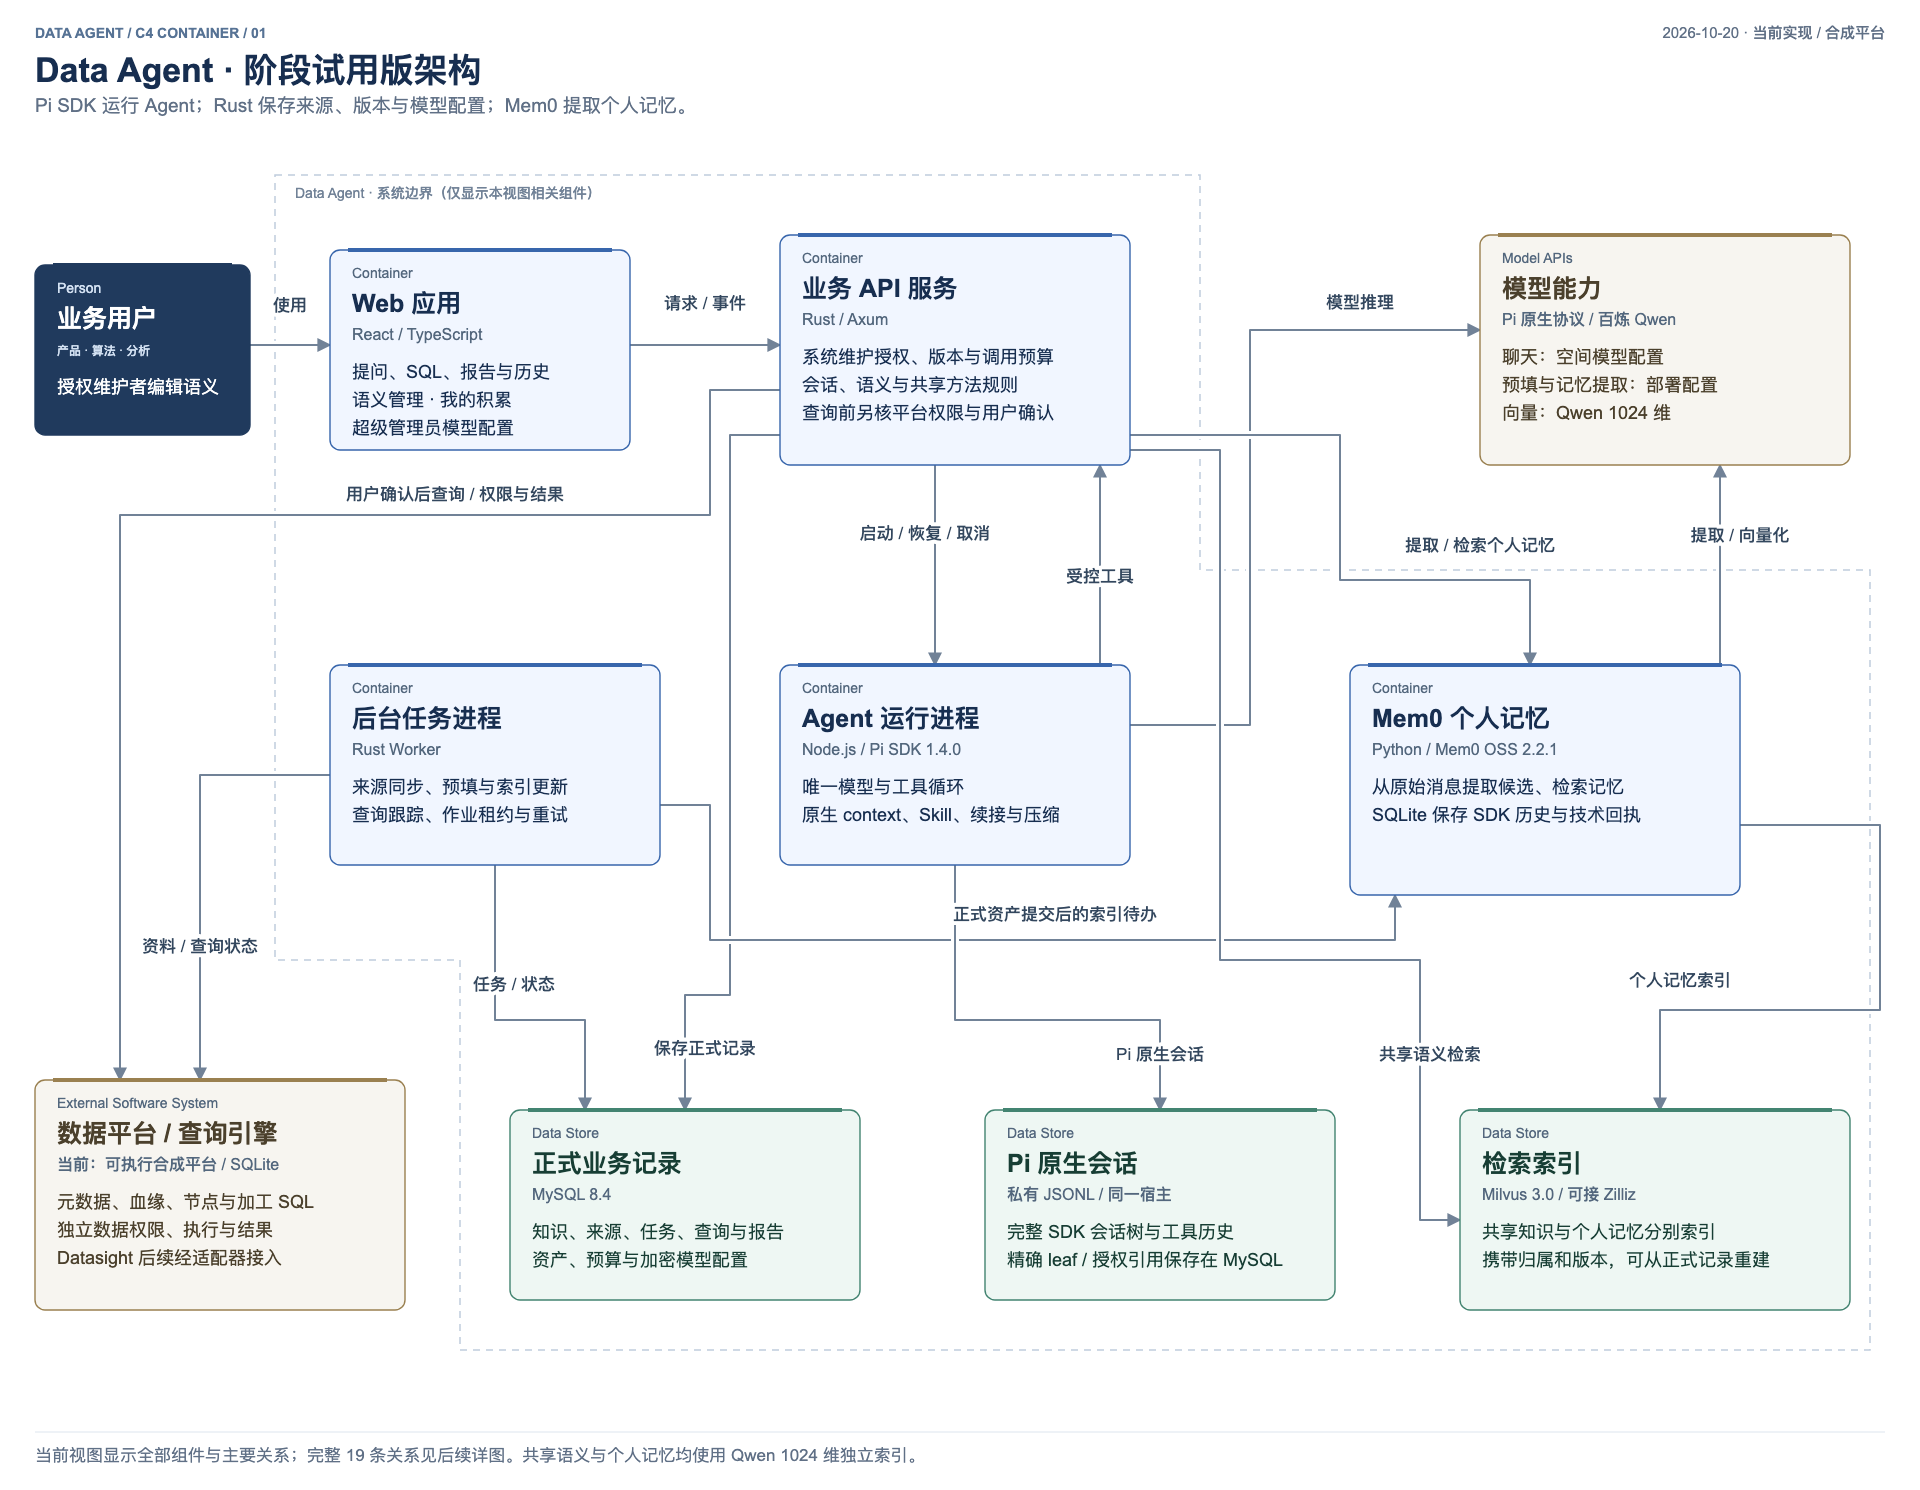 DATA AGENT / C4 CONTAINER / 01
2026-10-20 · 当前实现 / 合成平台
Data Agent · 阶段试用版架构
Pi SDK 运行 Agent；Rust 保存来源、版本与模型配置；Mem0 提取个人记忆。
Data Agent · 系统边界（仅显示本视图相关组件）
Person
业务用户
产品 · 算法 · 分析
授权维护者编辑语义
使用
Container
Web 应用
React / TypeScript
提问、SQL、报告与历史
语义管理 · 我的积累
超级管理员模型配置
请求 / 事件
Container
业务 API 服务
Rust / Axum
系统维护授权、版本与调用预算
会话、语义与共享方法规则
查询前另核平台权限与用户确认
模型推理
Model APIs
模型能力
Pi 原生协议 / 百炼 Qwen
聊天：空间模型配置
预填与记忆提取：部署配置
向量：Qwen 1024 维
用户确认后查询 / 权限与结果
启动 / 恢复 / 取消
受控工具
提取 / 检索个人记忆
提取 / 向量化
Container
后台任务进程
Rust Worker
来源同步、预填与索引更新
查询跟踪、作业租约与重试
Container
Agent 运行进程
Node.js / Pi SDK 1.4.0
唯一模型与工具循环
原生 context、Skill、续接与压缩
Container
Mem0 个人记忆
Python / Mem0 OSS 2.2.1
从原始消息提取候选、检索记忆
SQLite 保存 SDK 历史与技术回执
正式资产提交后的索引待办
资料 / 查询状态
任务 / 状态
个人记忆索引
保存正式记录
Pi 原生会话
共享语义检索
External Software System
数据平台 / 查询引擎
当前：可执行合成平台 / SQLite
元数据、血缘、节点与加工 SQL
独立数据权限、执行与结果
Datasight 后续经适配器接入
Data Store
正式业务记录
MySQL 8.4
知识、来源、任务、查询与报告
资产、预算与加密模型配置
Data Store
Pi 原生会话
私有 JSONL / 同一宿主
完整 SDK 会话树与工具历史
精确 leaf / 授权引用保存在 MySQL
Data Store
检索索引
Milvus 3.0 / 可接 Zilliz
共享知识与个人记忆分别索引
携带归属和版本，可从正式记录重建
当前视图显示全部组件与主要关系；完整 19 条关系见后续详图。共享语义与个人记忆均使用 Qwen 1024 维独立索引。